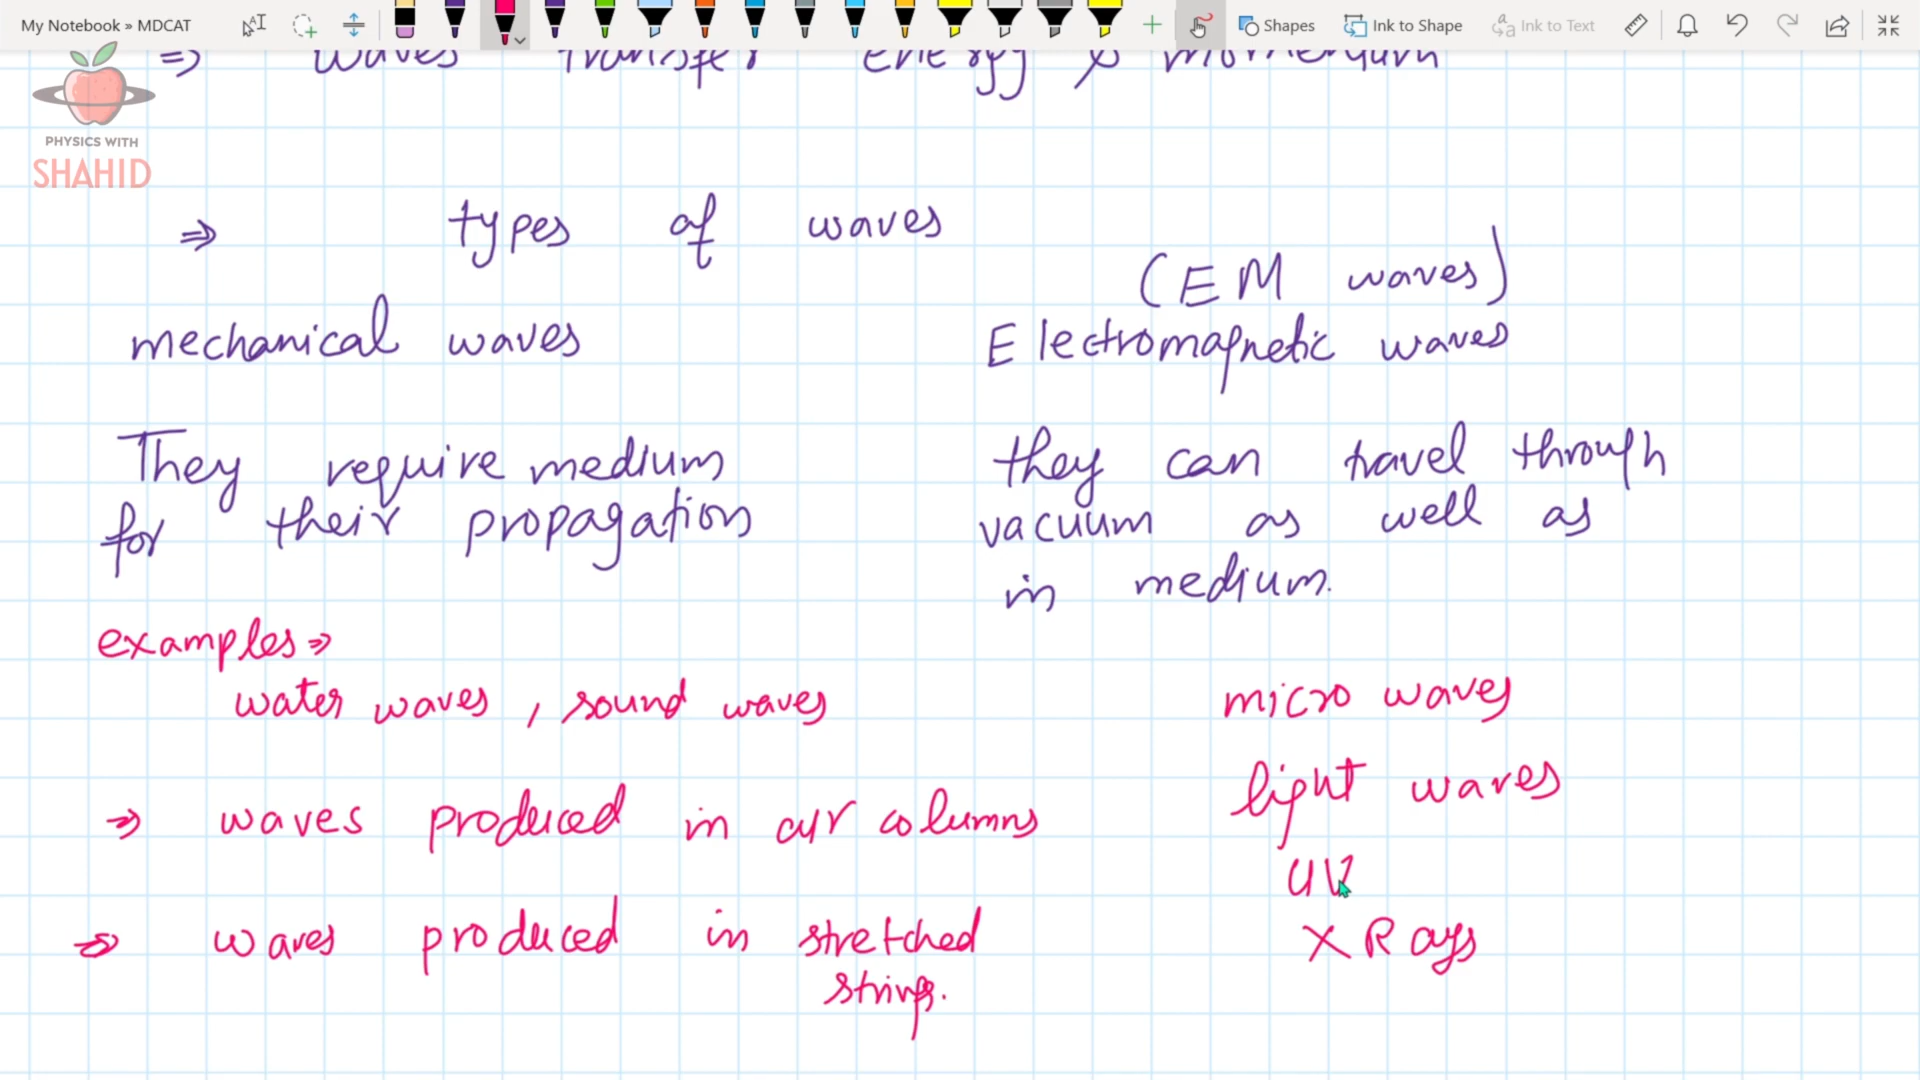 My Notebook » MDCAT
Shapes
Ink to Shape
Ink to Text
⇒ waves transfer energy & momentum
PHYSICS WITH
SHAHID
⇒ types of waves
(EM waves)
mechanical waves
Electromagnetic waves
They require medium
for their propagation
they can travel through
vacuum as well as
in medium.
examples ⇒
water waves, sound waves
⇒ waves produced in air columns
⇒ waves produced in stretched
strings.
micro waves
light waves
UV
X Rays